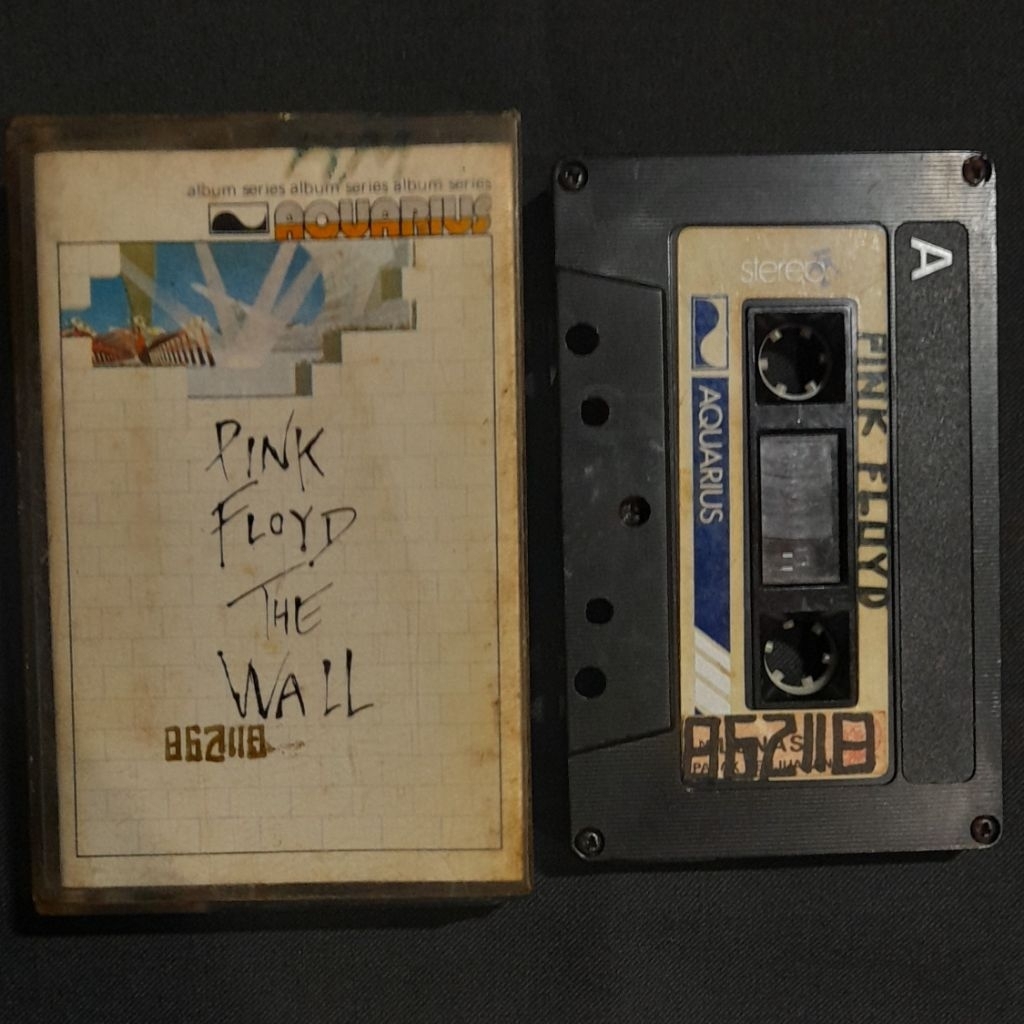 album series album series album series
AQUARIUS
PINK
FLOYD
THE
WALL
862118
A
stereo
AQUARIUS
PINK FLOYD
862118